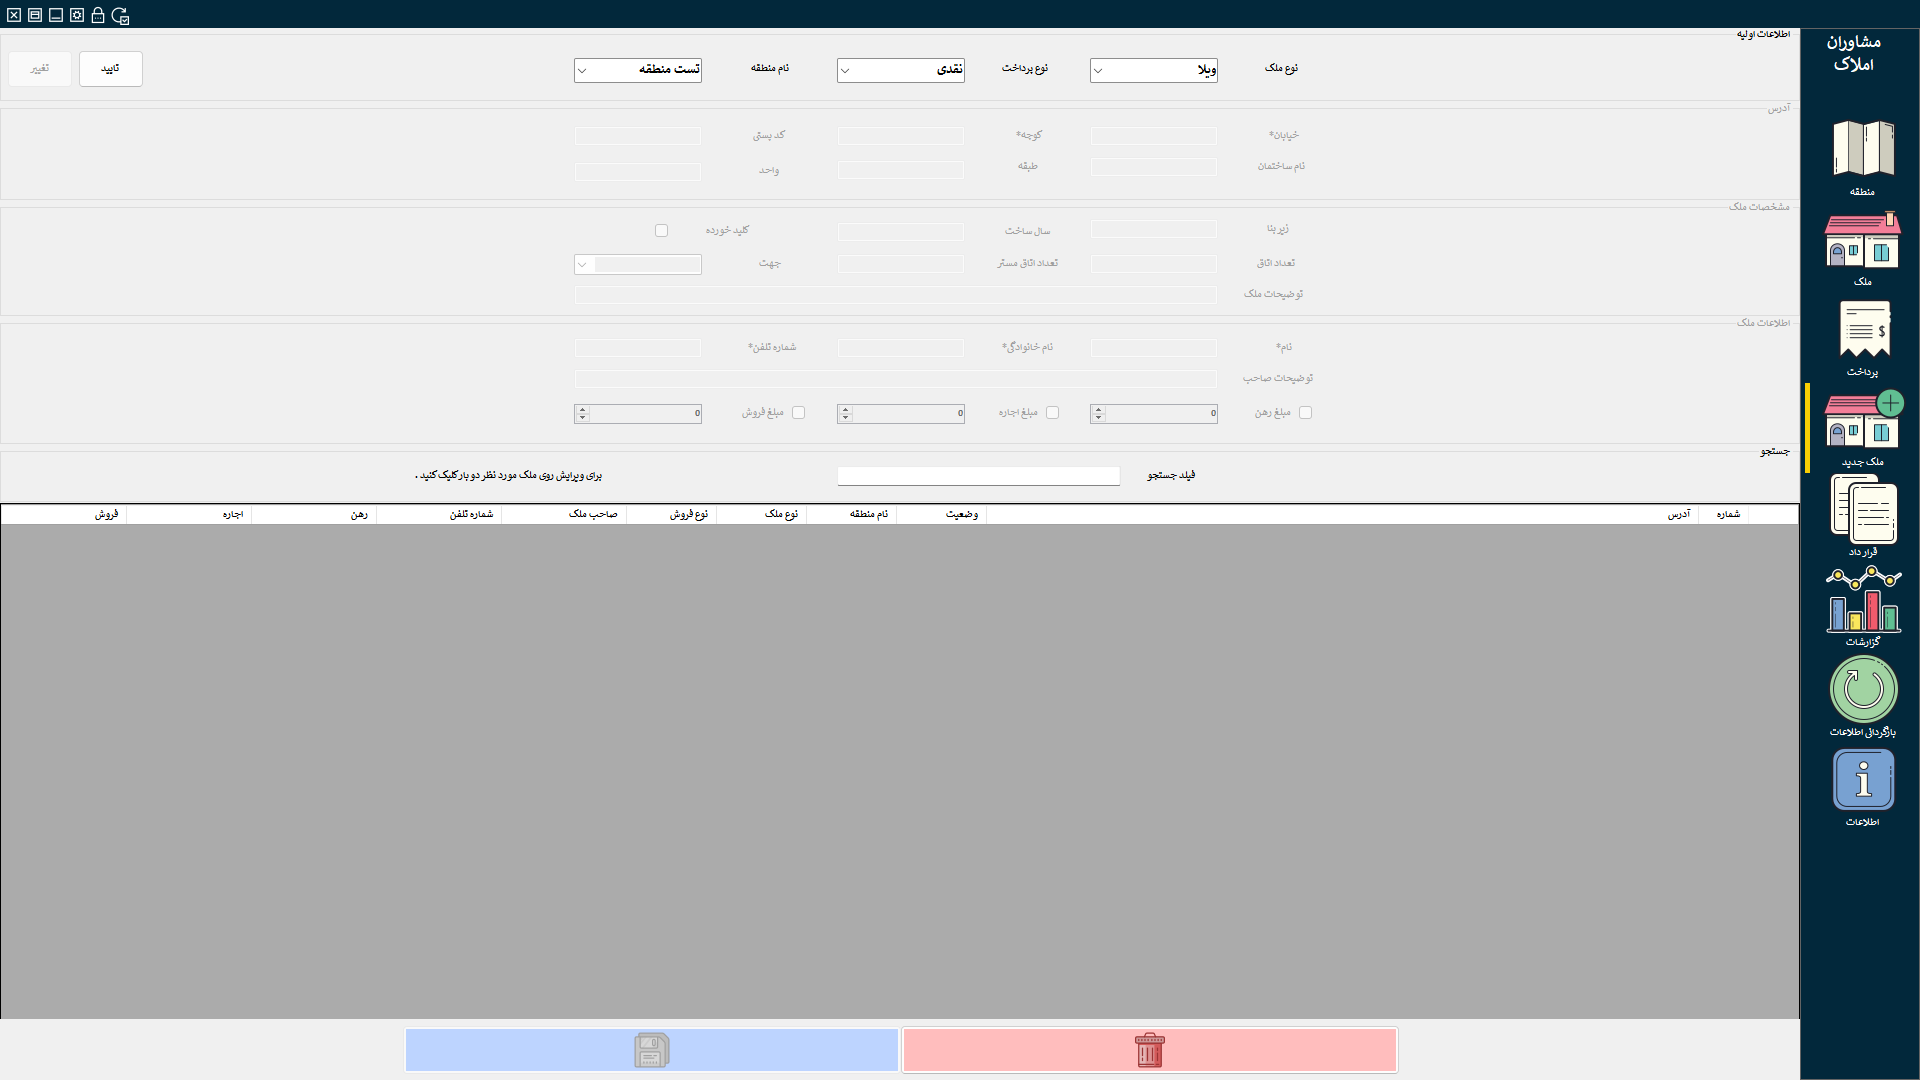 مشاوران
املاک
منطقه
ملک
پرداخت
ملک جدید
قرار داد
گزارشات
بازگردانی اطلاعات
اطلاعات
اطلاعات اولیه
نوع ملک ویلا نوع پرداخت نقدی نام منطقه تست منطقه تایید تغییر
آدرس
خیابان* کوچه* کد پستی
نام ساختمان طبقه واحد
مشخصات ملک
زیر بنا سال ساخت کلید خورده
تعداد اتاق تعداد اتاق مستر جهت
توضیحات ملک
اطلاعات ملک
نام* نام خانوادگی* شماره تلفن*
توضیحات صاحب
مبلغ رهن 0 مبلغ اجاره 0 مبلغ فروش 0
جستجو
فیلد جستجو برای ویرایش روی ملک مورد نظر دو بار کلیک کنید .
شماره آدرس وضعیت نام منطقه نوع ملک نوع فروش صاحب ملک شماره تلفن رهن اجاره فروش